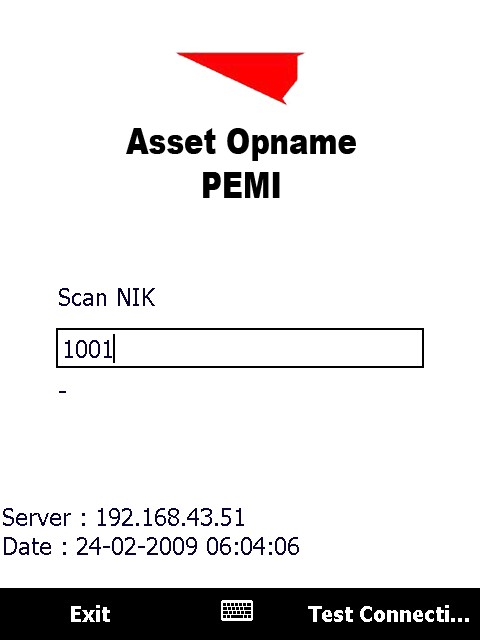 Asset Opname
PEMI
Scan NIK
1001
-
Server : 192.168.43.51
Date : 24-02-2009 06:04:06
Exit
Test Connecti...